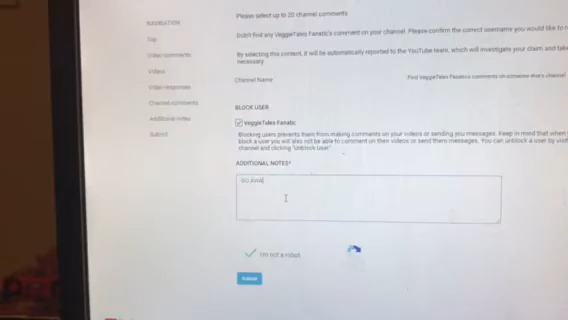 Please select up to 20 channel comments
NAVIGATION
Didn't find any VeggieTales Fanatic's comment on your channel. Please confirm the correct username you would like to
Top
Video comments
By selecting this content, it will be automatically reported to the YouTube team, which will investigate your claim and take
necessary
Videos
Channel Name
Find VeggieTales Fanatic's comments on someone else's channel
Video responses
Channel comments
BLOCK USER
Additional notes
VeggieTales Fanatic
Submit
Blocking users prevents them from making comments on your videos or sending you messages. Keep in mind that when
block a user you will also not be able to comment on their videos or send them messages. You can unblock a user by
channel and clicking "Unblock User"
ADDITIONAL NOTES*
GO AWA
I'm not a robot
Submit